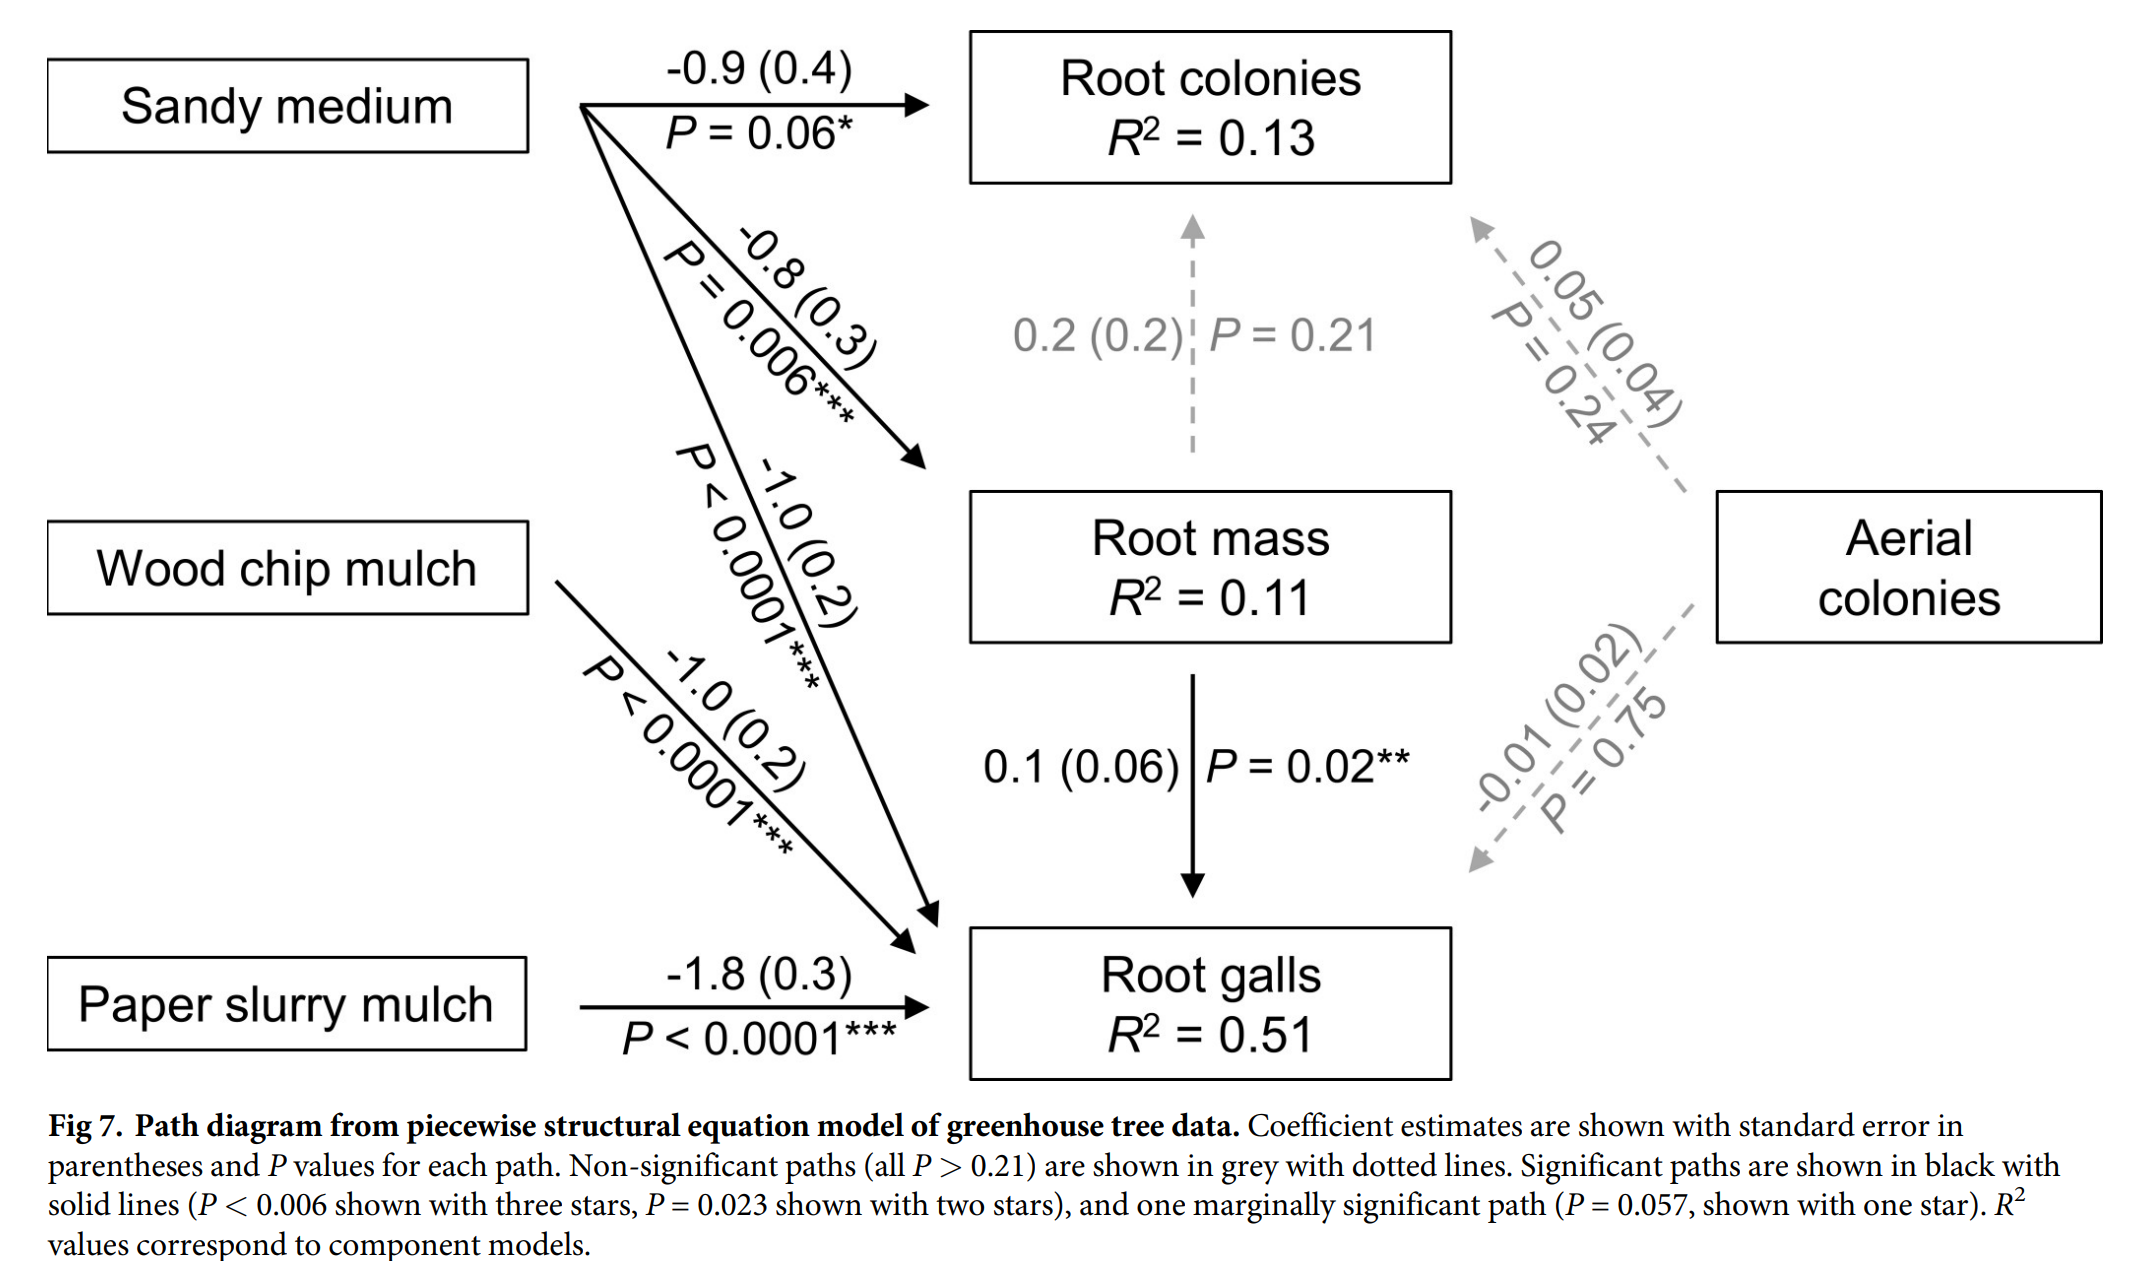 Sandy medium
-0.9 (0.4)
P = 0.06*
Root colonies
R² = 0.13
-0.8 (0.3)
P = 0.006***
0.2 (0.2)
P = 0.21
0.05 (0.04)
P = 0.24
-1.0 (0.2)
P < 0.0001***
Wood chip mulch
Root mass
R² = 0.11
Aerial
colonies
-1.0 (0.2)
P < 0.0001***
0.1 (0.06)
P = 0.02**
-0.01 (0.02)
P = 0.75
Paper slurry mulch
-1.8 (0.3)
P < 0.0001***
Root galls
R² = 0.51
Fig 7. Path diagram from piecewise structural equation model of greenhouse tree data. Coefficient estimates are shown with standard error in
parentheses and P values for each path. Non-significant paths (all P > 0.21) are shown in grey with dotted lines. Significant paths are shown in black with
solid lines (P < 0.006 shown with three stars, P = 0.023 shown with two stars), and one marginally significant path (P = 0.057, shown with one star). R²
values correspond to component models.